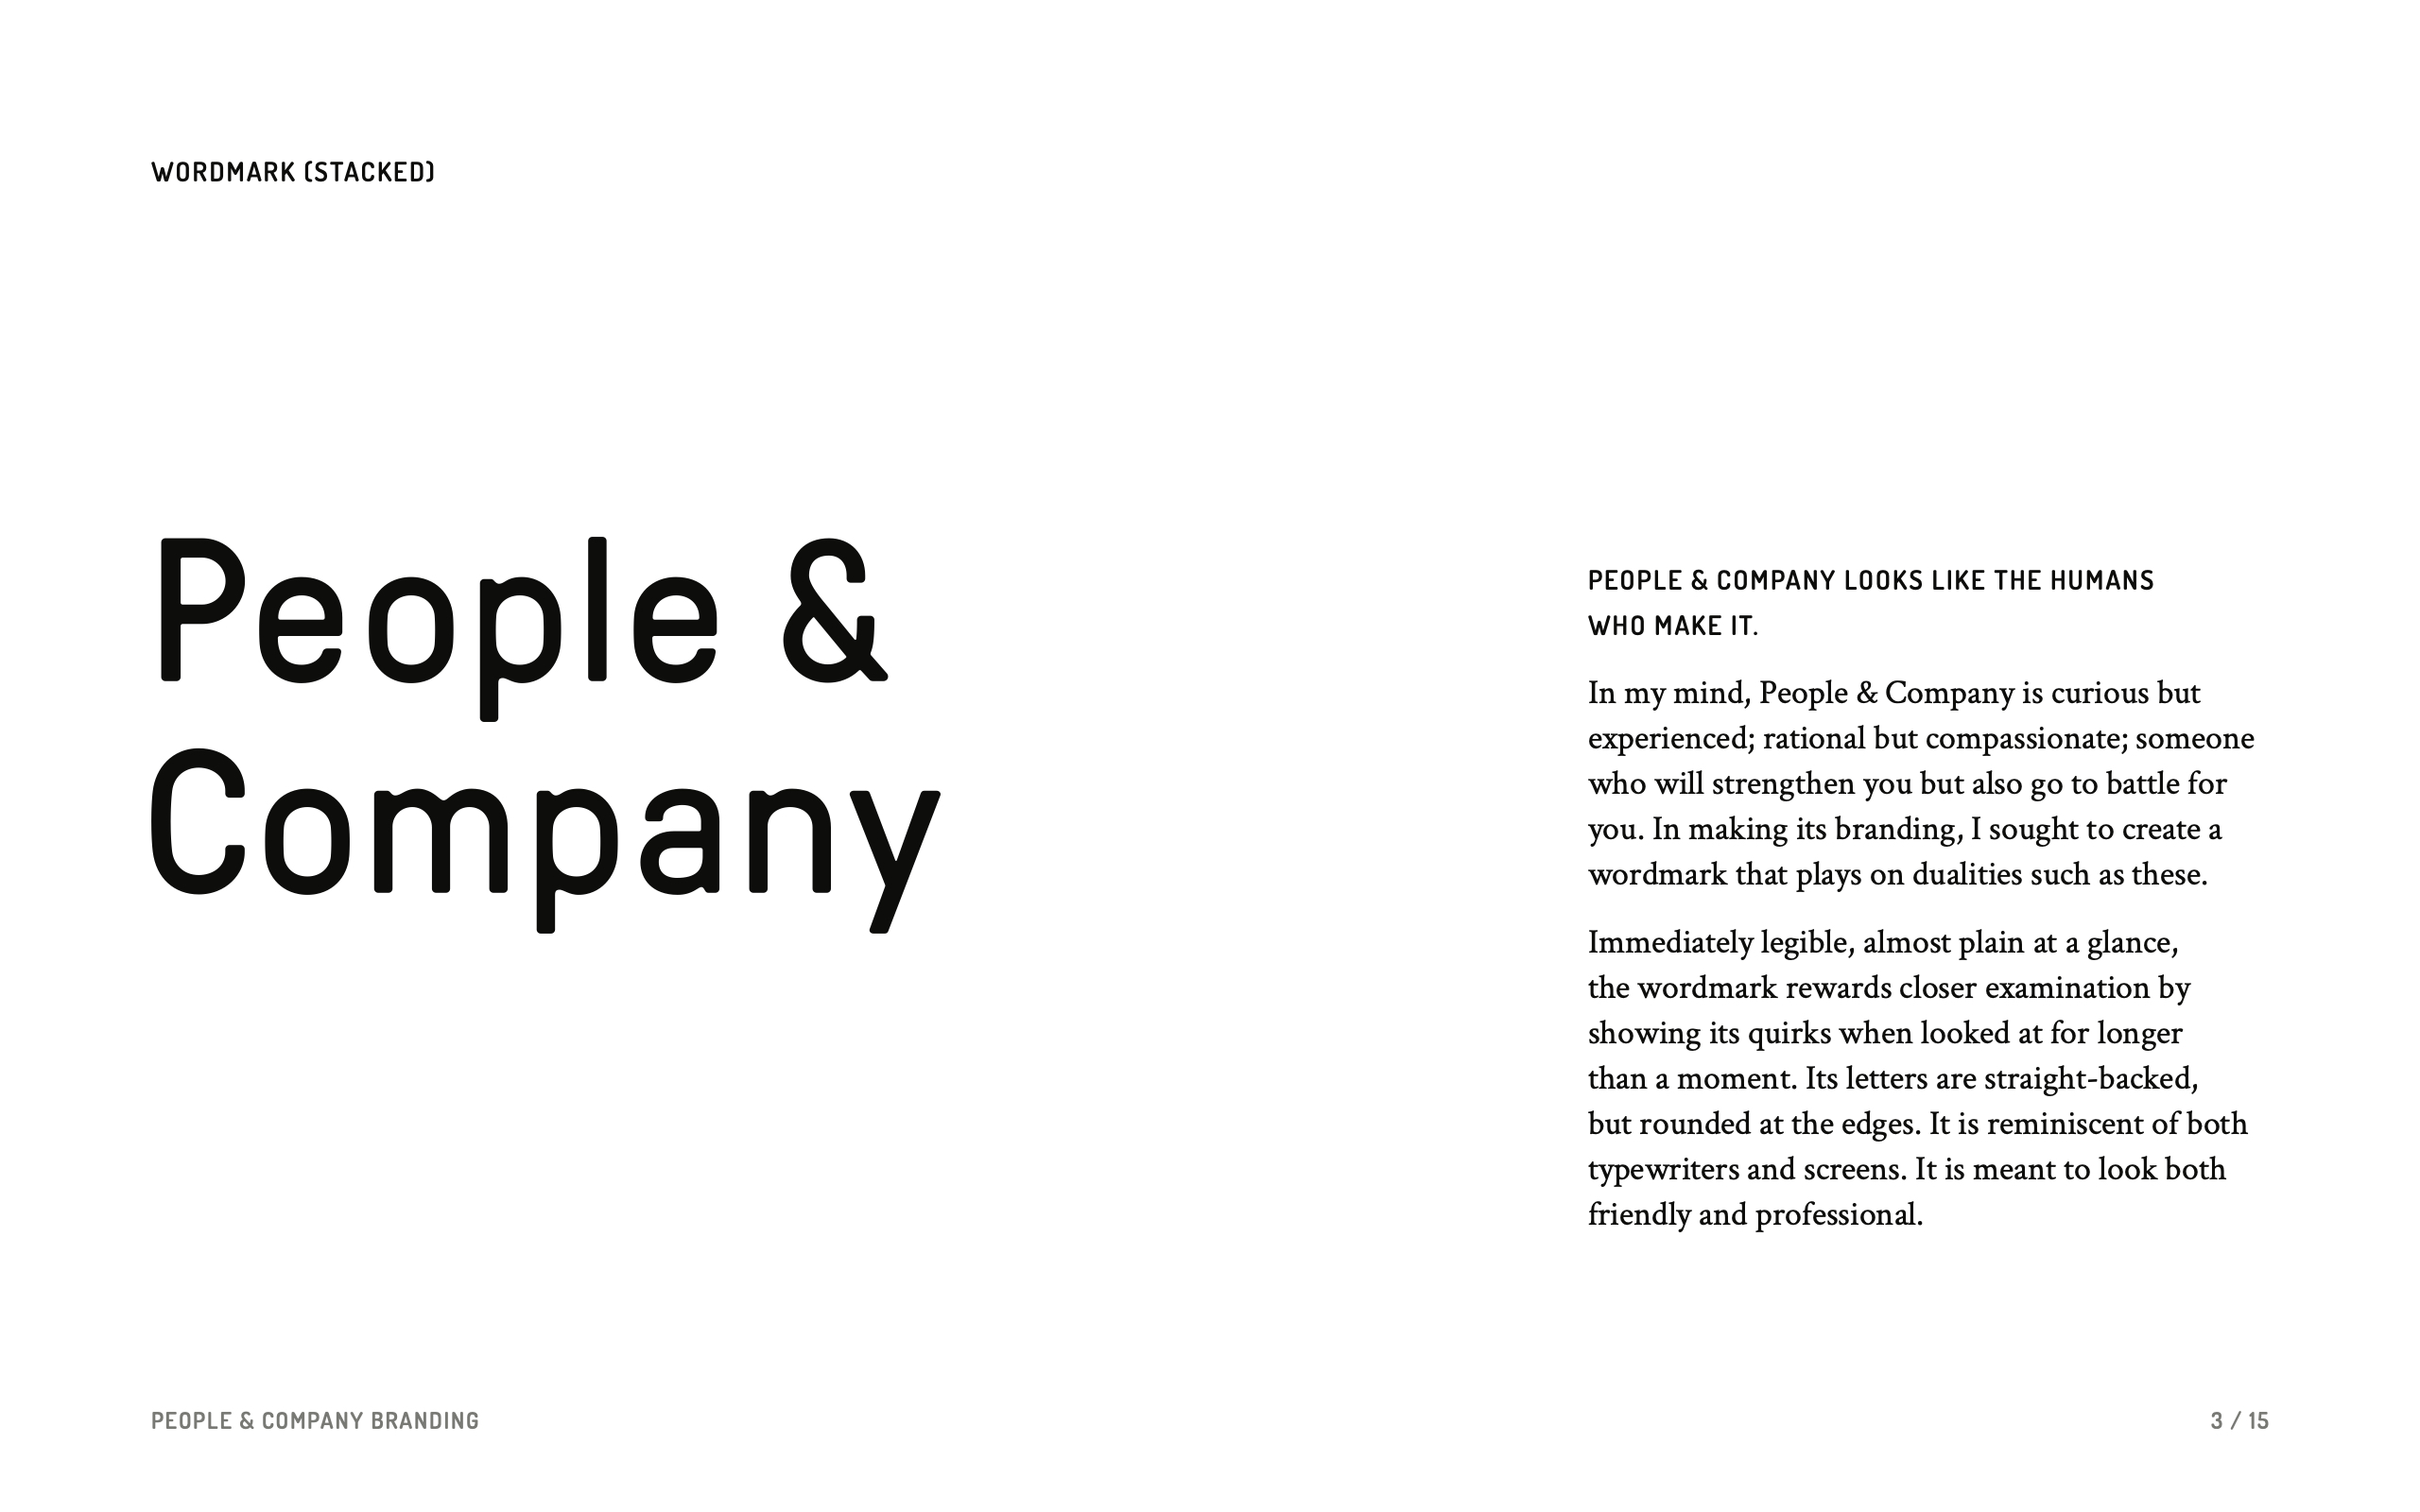 WORDMARK (STACKED)
People &
Company
PEOPLE & COMPANY LOOKS LIKE THE HUMANS
WHO MAKE IT.
In my mind, People & Company is curious but
experienced; rational but compassionate; someone
who will strengthen you but also go to battle for
you. In making its branding, I sought to create a
wordmark that plays on dualities such as these.
Immediately legible, almost plain at a glance,
the wordmark rewards closer examination by
showing its quirks when looked at for longer
than a moment. Its letters are straight-backed,
but rounded at the edges. It is reminiscent of both
typewriters and screens. It is meant to look both
friendly and professional.
PEOPLE & COMPANY BRANDING
3 / 15